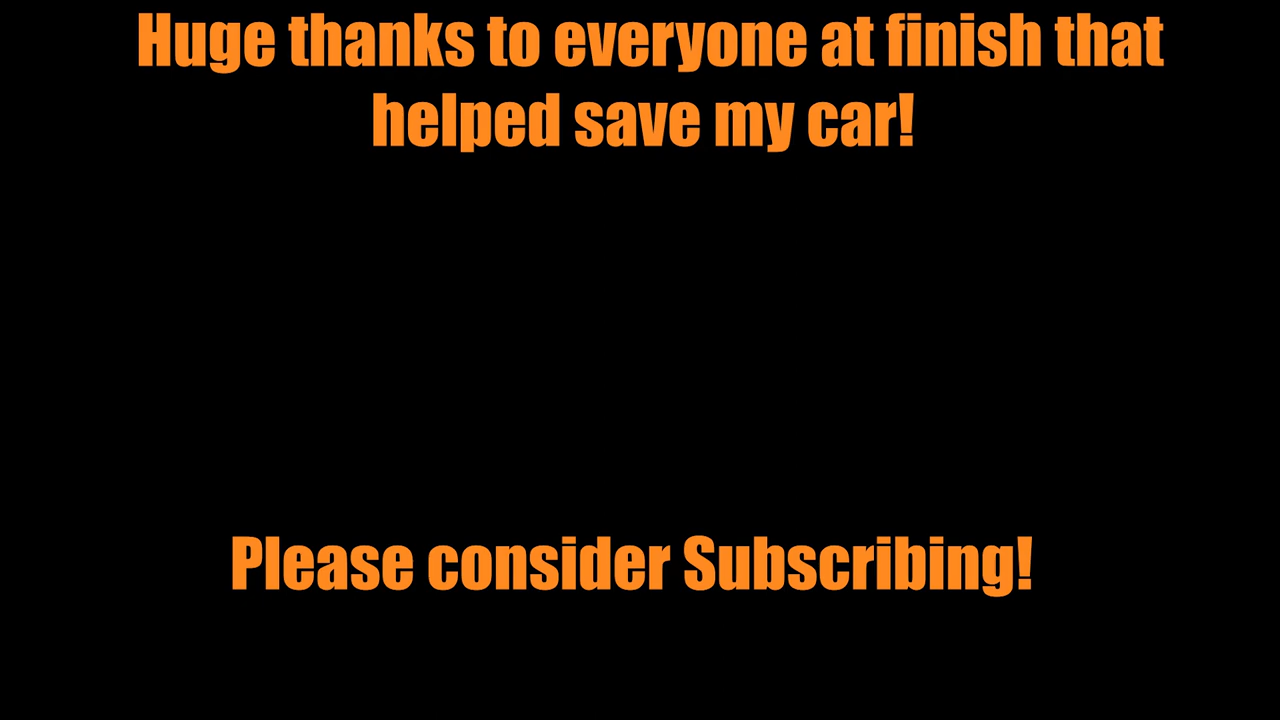 Huge thanks to everyone at finish that
helped save my car!
Please consider Subscribing!